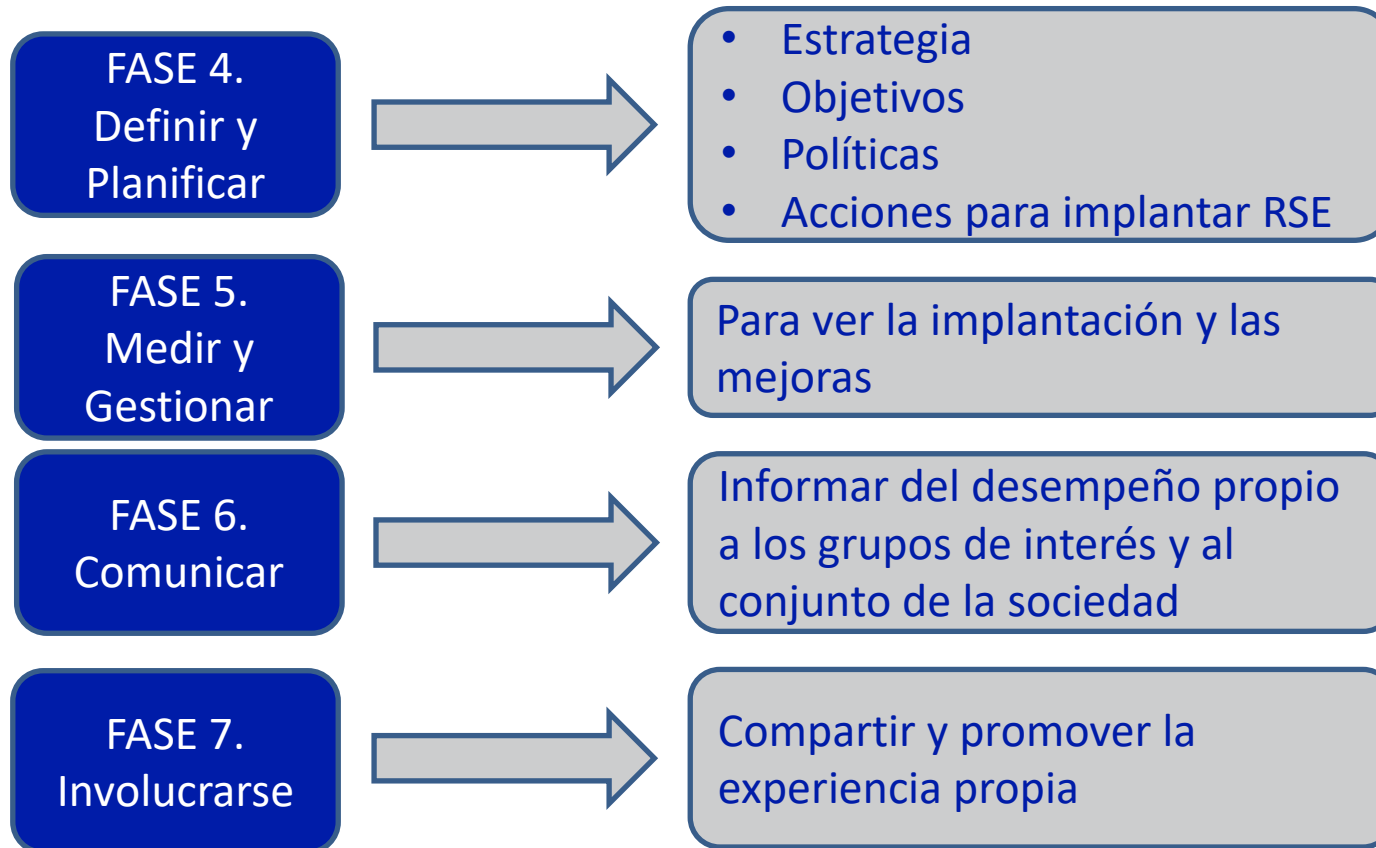 FASE 4.
Definir y
Planificar
• Estrategia
• Objetivos
• Políticas
• Acciones para implantar RSE
FASE 5.
Medir y
Gestionar
Para ver la implantación y las
mejoras
FASE 6.
Comunicar
Informar del desempeño propio
a los grupos de interés y al
conjunto de la sociedad
FASE 7.
Involucrarse
Compartir y promover la
experiencia propia